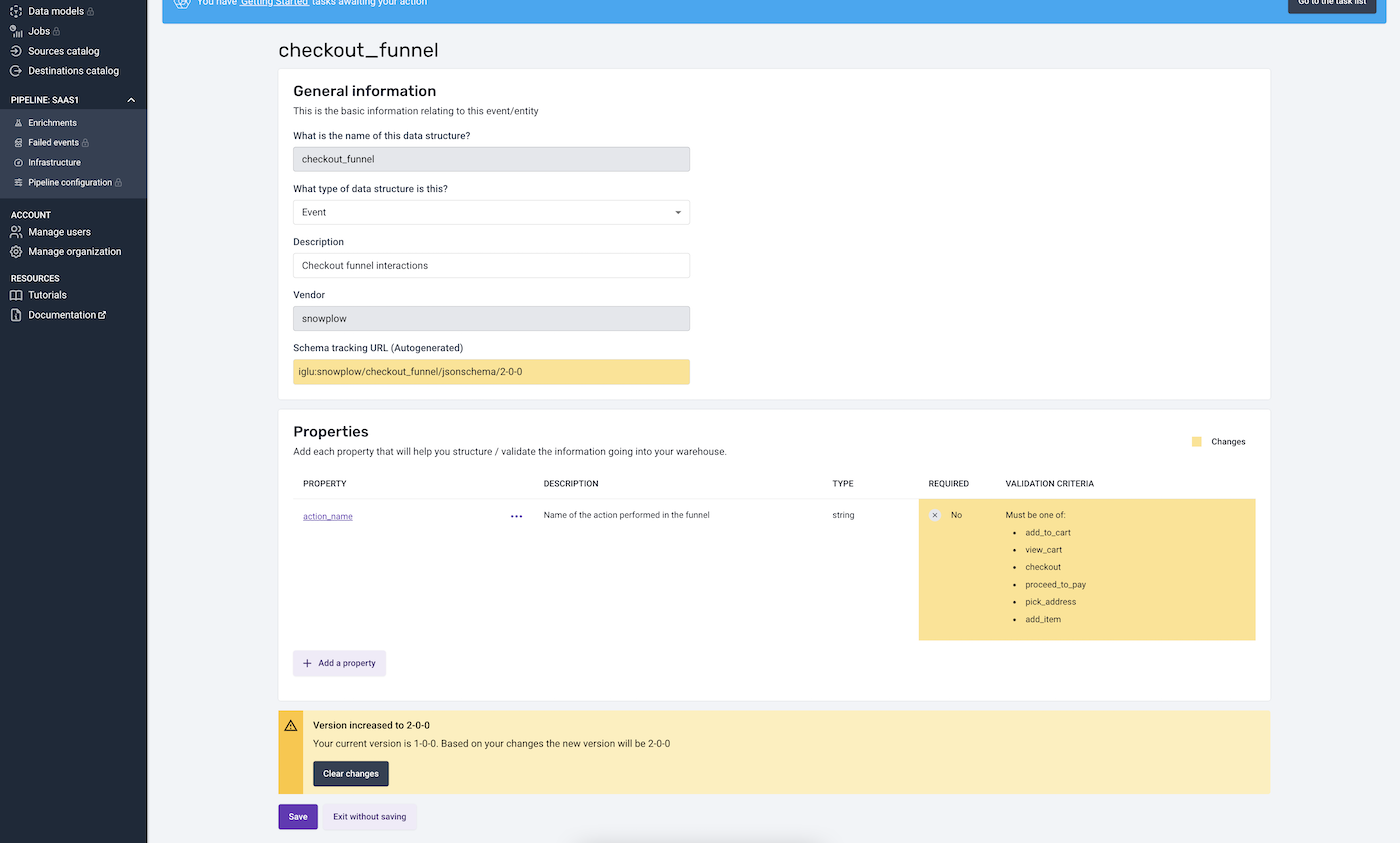 Data models
Jobs
Sources catalog
Destinations catalog
PIPELINE: SAAS1
Enrichments
Failed events
Infrastructure
Pipeline configuration
ACCOUNT
Manage users
Manage organization
RESOURCES
Tutorials
Documentation
You have 'Getting Started' tasks awaiting your action
Go to the task list
checkout_funnel
General information
This is the basic information relating to this event/entity
What is the name of this data structure?
checkout_funnel
What type of data structure is this?
Event
Description
Checkout funnel interactions
Vendor
snowplow
Schema tracking URL (Autogenerated)
iglu:snowplow/checkout_funnel/jsonschema/2-0-0
Properties
Add each property that will help you structure / validate the information going into your warehouse.
Changes
PROPERTY DESCRIPTION TYPE REQUIRED VALIDATION CRITERIA
action_name ••• Name of the action performed in the funnel string No Must be one of:
• add_to_cart
• view_cart
• checkout
• proceed_to_pay
• pick_address
• add_item
+ Add a property
Version increased to 2-0-0
Your current version is 1-0-0. Based on your changes the new version will be 2-0-0
Clear changes
Save Exit without saving